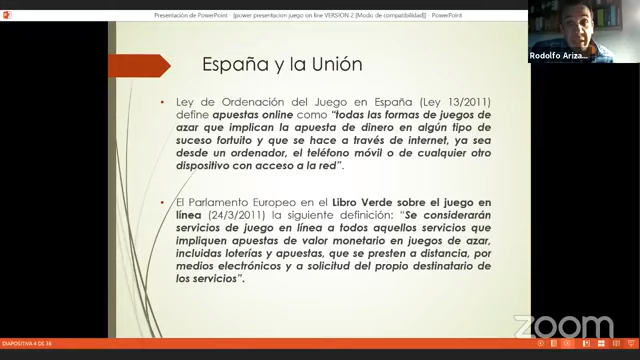 Presentación de PowerPoint - [power presentacion juego on line VERSION 2 [Modo de compatibilidad]] - PowerPoint
Rodolfo Ariza...
España y la Unión
• Ley de Ordenación del Juego en España (Ley 13/2011)
define apuestas online como "todas las formas de juegos de
azar que implican la apuesta de dinero en algún tipo de
suceso fortuito y que se hace a través de internet, ya sea
desde un ordenador, el teléfono móvil o de cualquier otro
dispositivo con acceso a la red".
• El Parlamento Europeo en el Libro Verde sobre el juego en
línea (24/3/2011) la siguiente definición: "Se considerarán
servicios de juego en línea a todos aquellos servicios que
impliquen apuestas de valor monetario en juegos de azar,
incluidas loterías y apuestas, que se presten a distancia, por
medios electrónicos y a solicitud del propio destinatario de
los servicios".
zoom
DIAPOSITIVA 4 DE 36